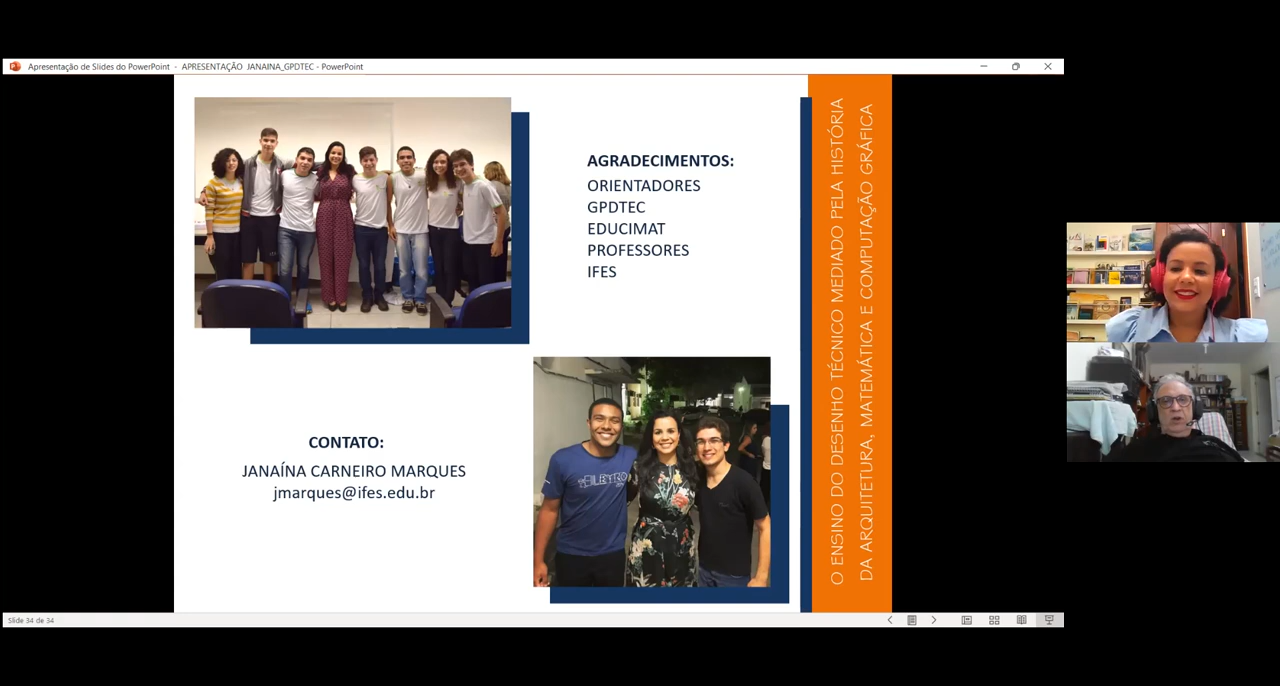 Apresentação de Slides do PowerPoint - APRESENTAÇÃO JANAINA_GPDTEC - PowerPoint
AGRADECIMENTOS:
ORIENTADORES
GPDTEC
EDUCIMAT
PROFESSORES
IFES
CONTATO:
JANAÍNA CARNEIRO MARQUES
jmarques@ifes.edu.br
O ENSINO DO DESENHO TÉCNICO MEDIADO PELA HISTÓRIA
DA ARQUITETURA, MATEMÁTICA E COMPUTAÇÃO GRÁFICA
Slide 34 de 34